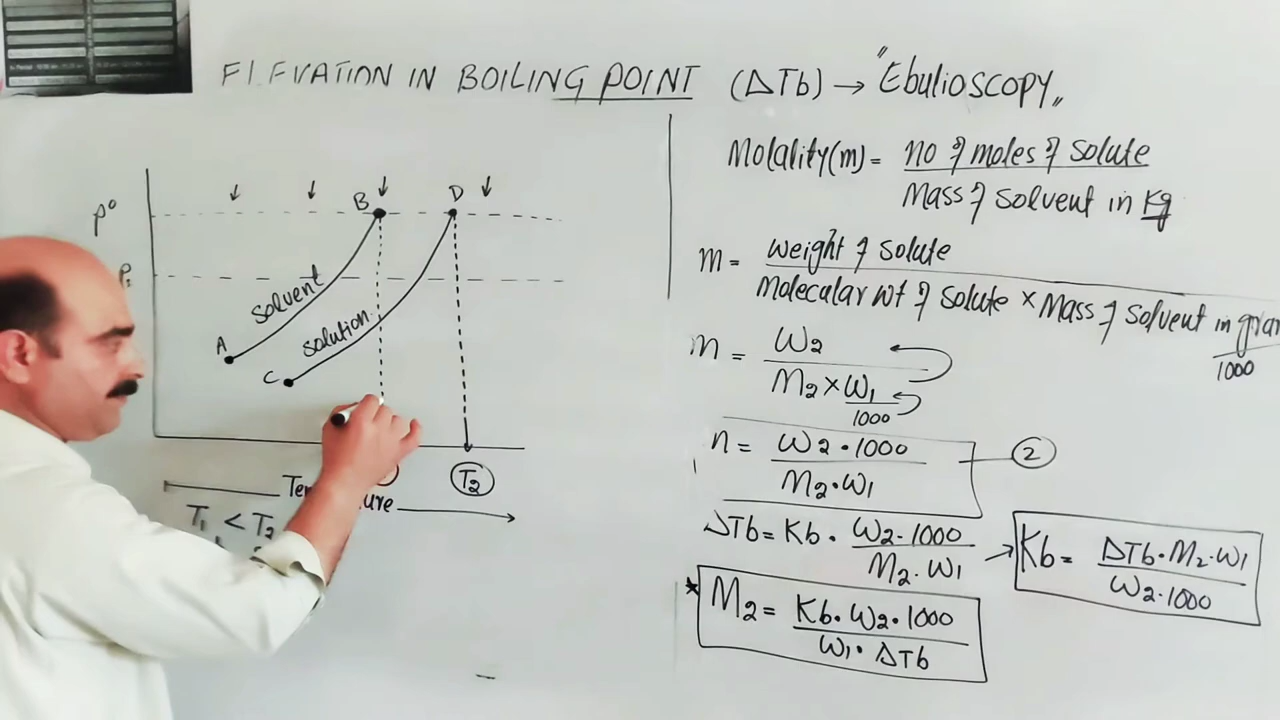 ELEVATION IN BOILING POINT (ΔTb) → "Ebulioscopy„
P°
B
D
P₁
solvent
solution
A
C
T₂
T₁ < T₂
Molality(m) = no of moles of solute / Mass of solvent in Kg
m = weight of solute / Molecalar wt of solute × Mass of solvent in gram/1000
m = W2 / M2 × W1/1000
n = W2 · 1000 / M2 · W1 — ②
ΔTb = Kb · W2 · 1000 / M2 · W1 → Kb = ΔTb · M2 · W1 / W2 · 1000
* M2 = Kb · W2 · 1000 / W1 · ΔTb